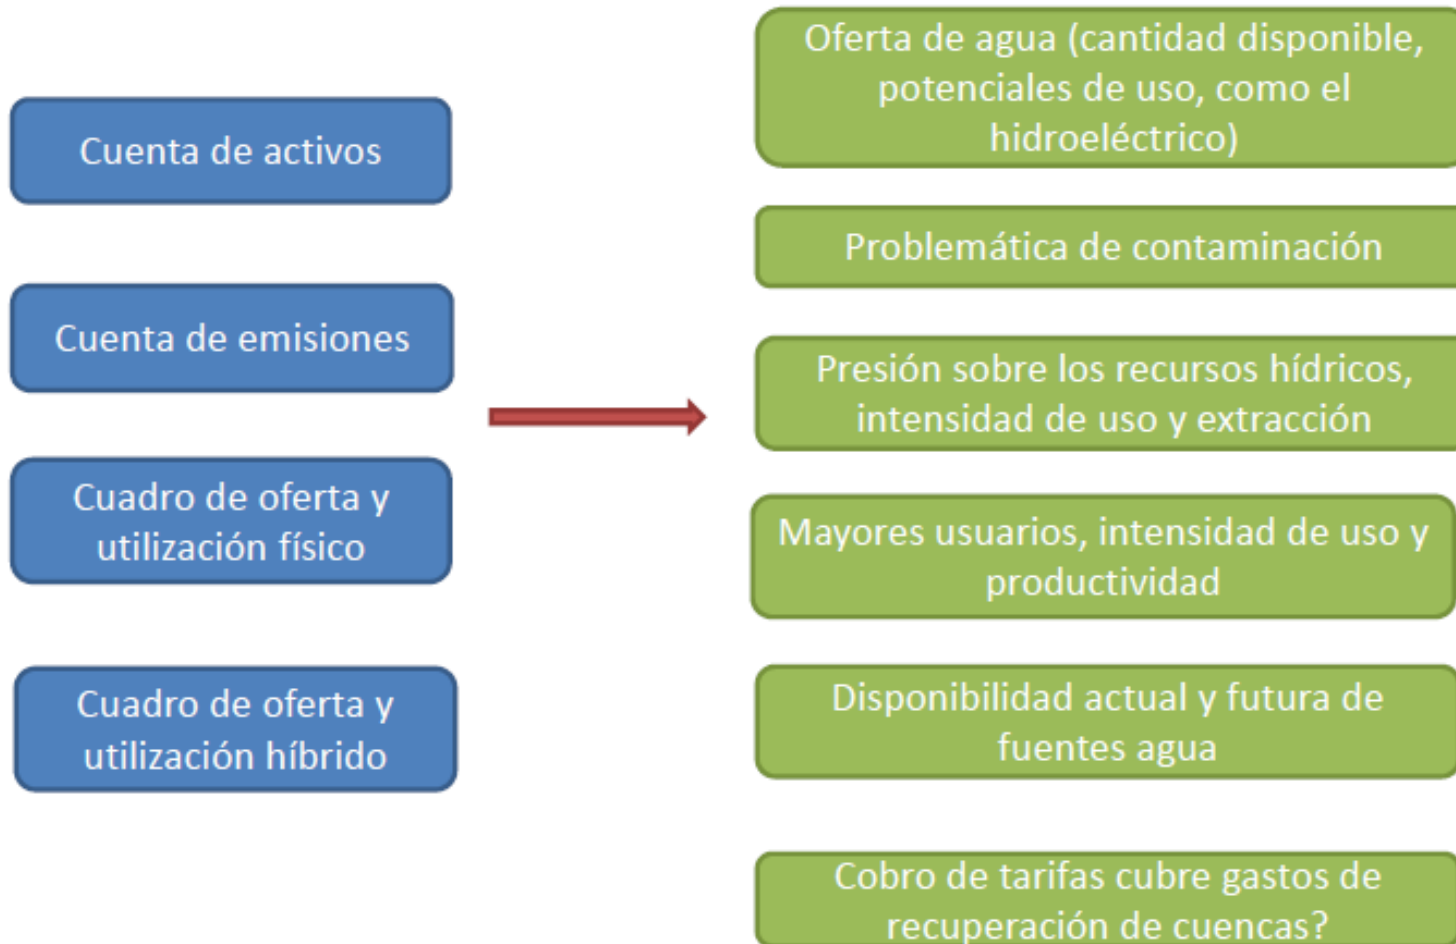 Cuenta de activos
Cuenta de emisiones
Cuadro de oferta y
utilización físico
Cuadro de oferta y
utilización híbrido
Oferta de agua (cantidad disponible,
potenciales de uso, como el
hidroeléctrico)
Problemática de contaminación
Presión sobre los recursos hídricos,
intensidad de uso y extracción
Mayores usuarios, intensidad de uso y
productividad
Disponibilidad actual y futura de
fuentes agua
Cobro de tarifas cubre gastos de
recuperación de cuencas?